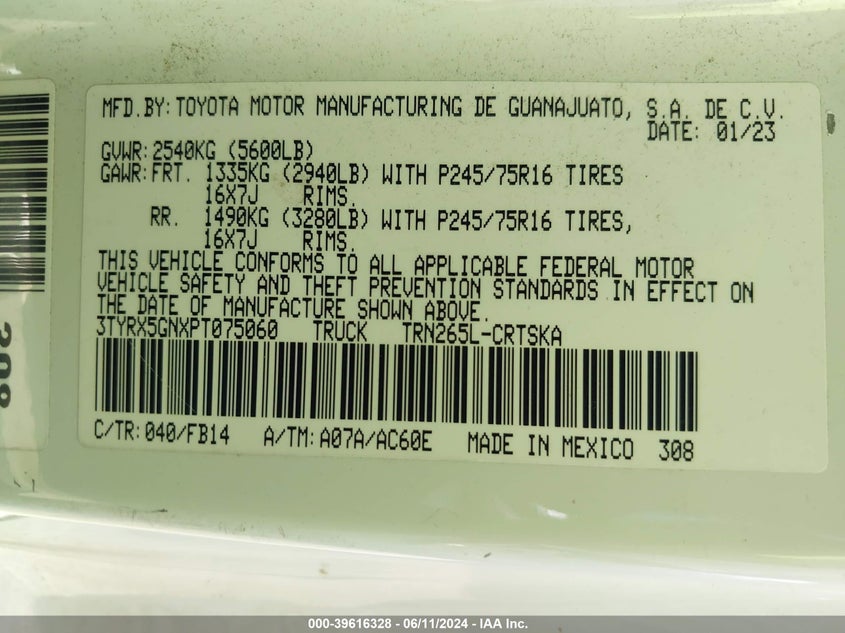 MFD.BY: TOYOTA MOTOR MANUFACTURING DE GUANAJUATO, S.A. DE C.V.
DATE: 01/23
GVWR: 2540KG (5600LB)
GAWR: FRT. 1335KG (2940LB) WITH P245/75R16 TIRES
16X7J RIMS.
RR. 1490KG (3280LB) WITH P245/75R16 TIRES,
16X7J RIMS.
THIS VEHICLE CONFORMS TO ALL APPLICABLE FEDERAL MOTOR
VEHICLE SAFETY AND THEFT PREVENTION STANDARDS IN EFFECT ON
THE DATE OF MANUFACTURE SHOWN ABOVE.
3TYRX5GNXPT075060 TRUCK TRN265L-CRTSKA
C/TR: 040/FB14 A/TM: A07A/AC60E MADE IN MEXICO 308
308
000-39616328 - 06/11/2024 - IAA Inc.